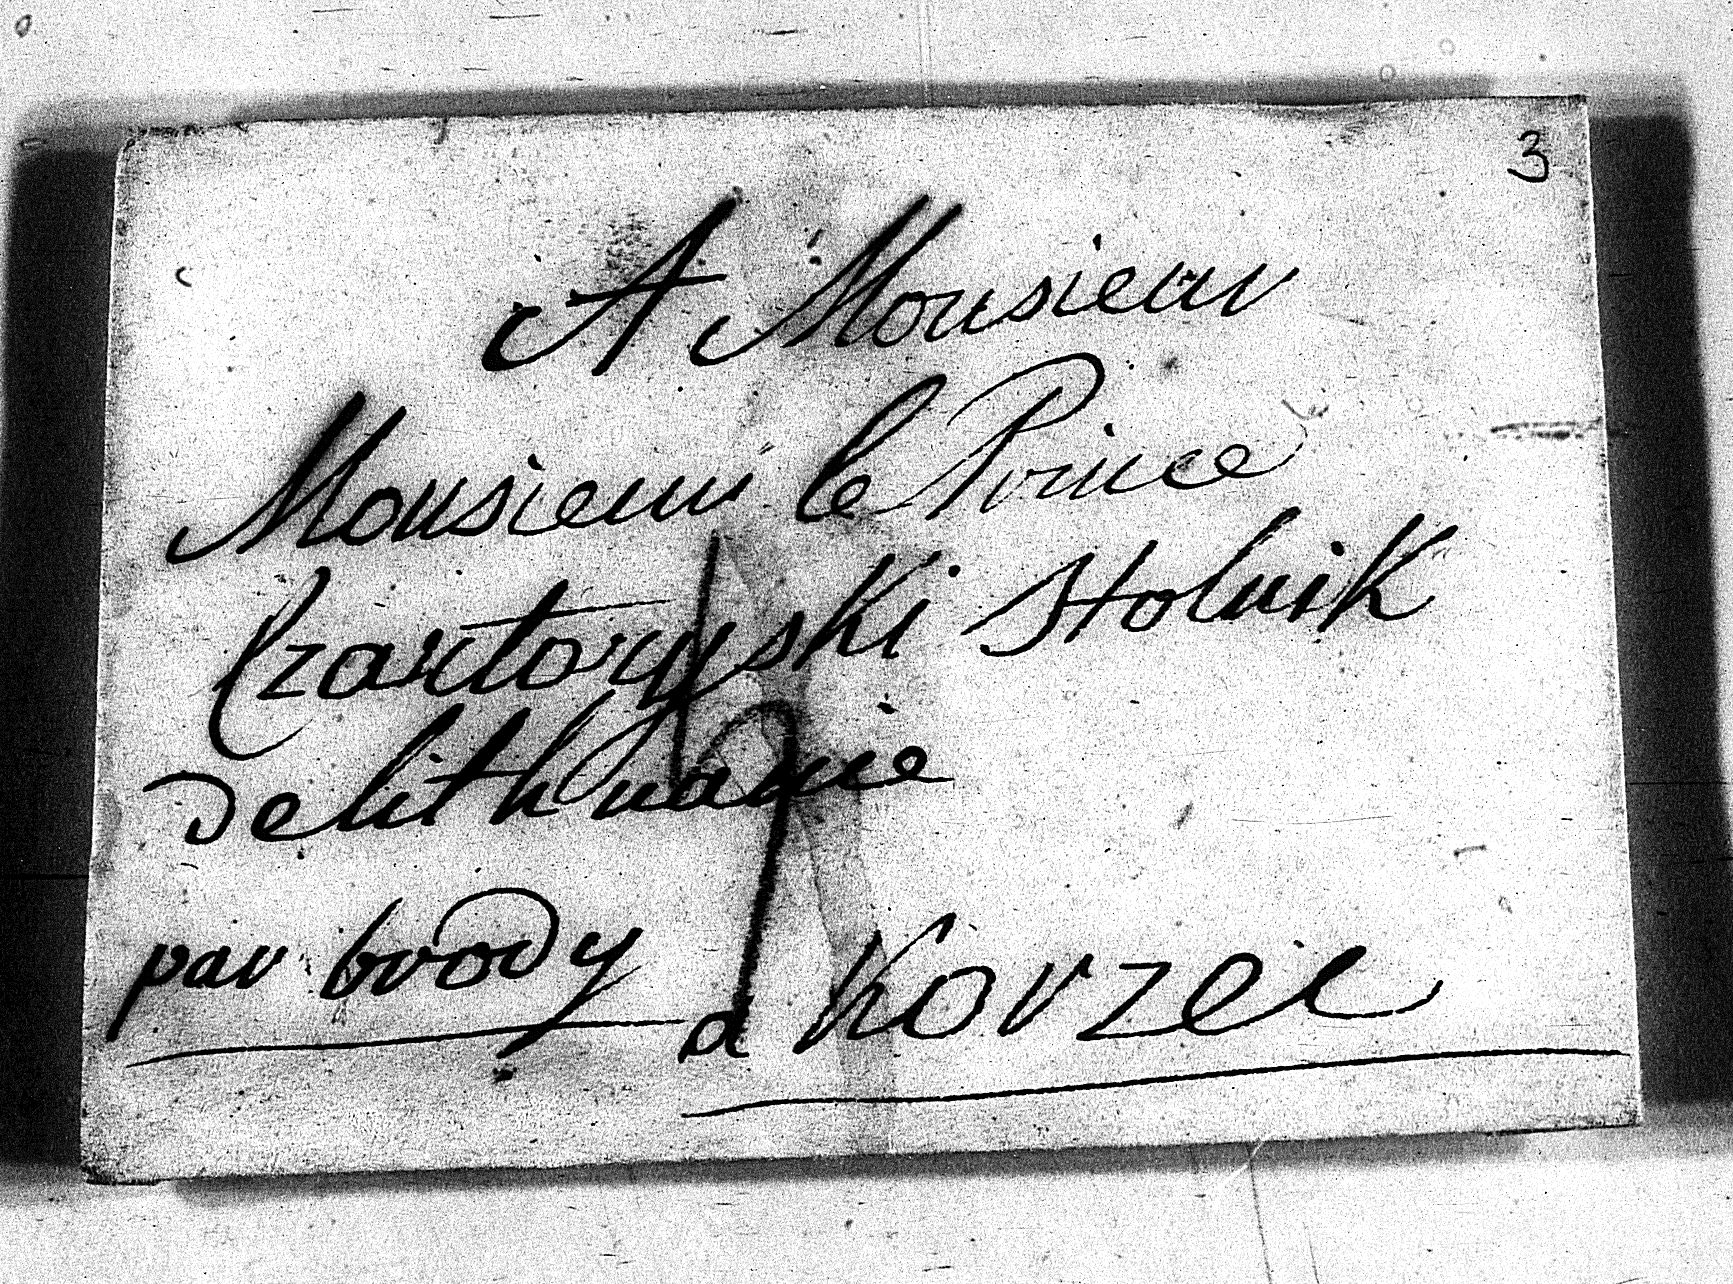 3
A Monsieur
Monsieur le Prince
Czartoryski stolnik
de lithuanie
par brody
a Korzec